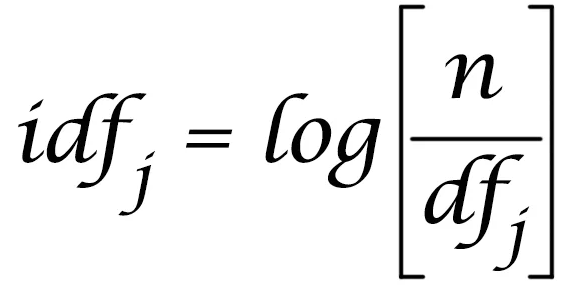 idf_j = log [ n / df_j ]